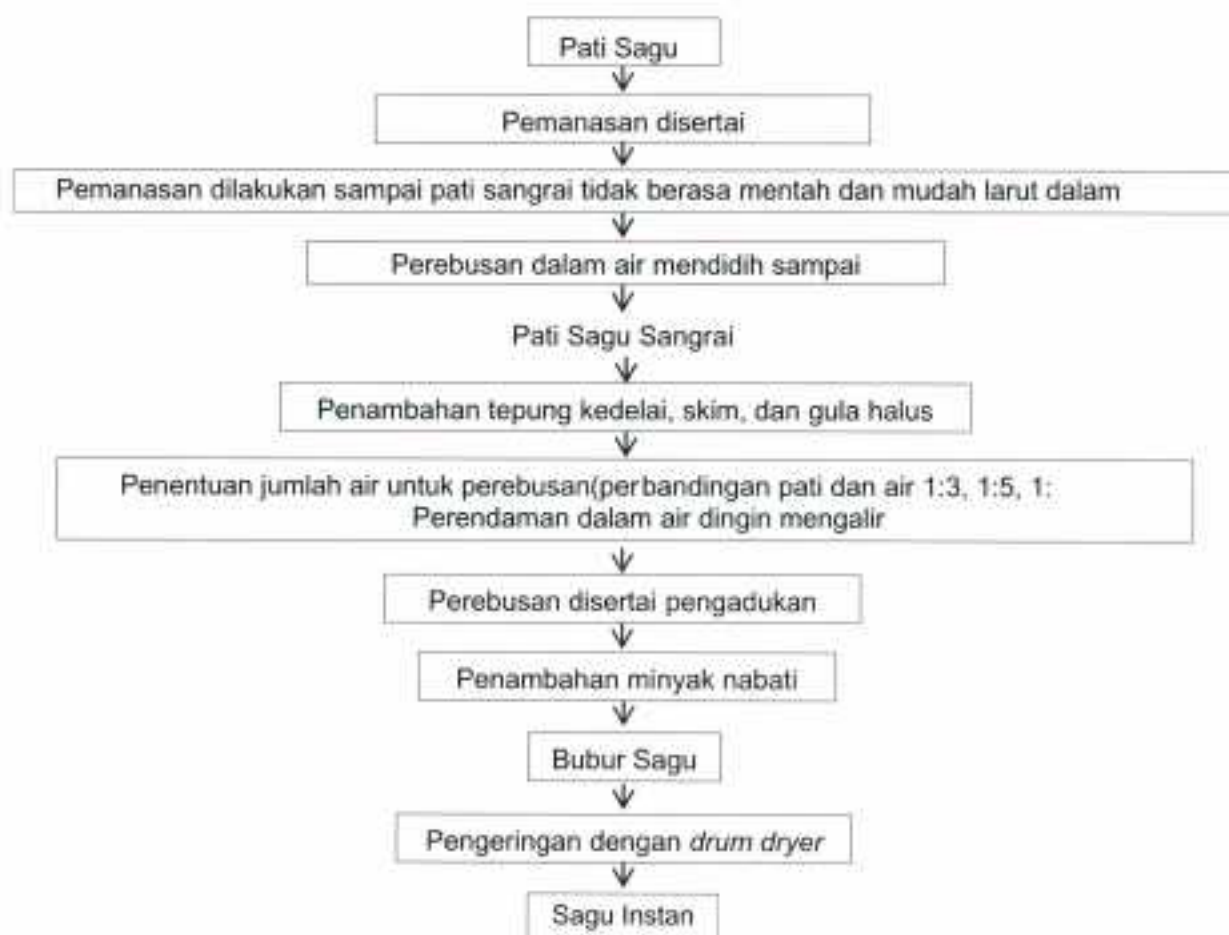 Pati Sagu
Pemanasan disertai
Pemanasan dilakukan sampai pati sangrai tidak berasa mentah dan mudah larut dalam
Perebusan dalam air mendidih sampai
Pati Sagu Sangrai
Penambahan tepung kedelai, skim, dan gula halus
Penentuan jumlah air untuk perebusan(perbandingan pati dan air 1:3, 1:5, 1:
Perendaman dalam air dingin mengalir
Perebusan disertai pengadukan
Penambahan minyak nabati
Bubur Sagu
Pengeringan dengan drum dryer
Sagu Instan